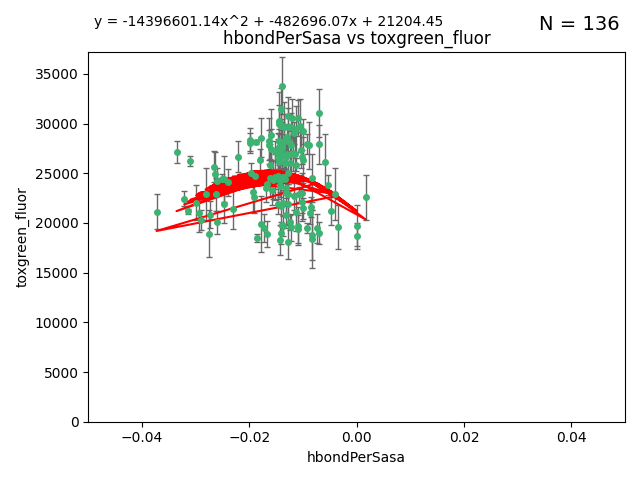 y = -14396601.14x^2 + -482696.07x + 21204.45
N = 136
hbondPerSasa vs toxgreen_fluor
35000
30000
25000
20000
15000
10000
5000
0
toxgreen_fluor
−0.04
−0.02
0.00
0.02
0.04
hbondPerSasa